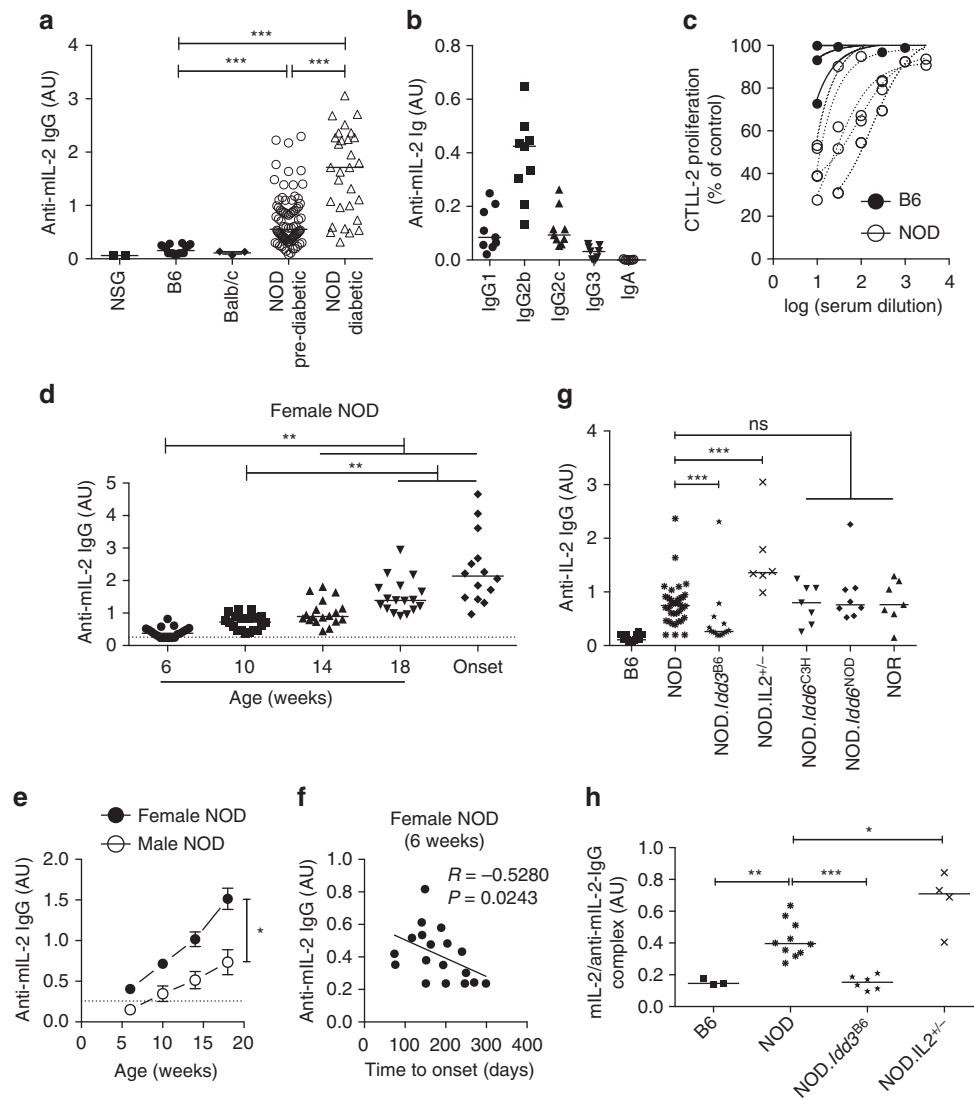 a
***
***
***
Anti-mIL-2 IgG (AU)
4
3
2
1
0
NSG
B6
Balb/c
NOD
pre-diabetic
NOD
diabetic
b
Anti-mIL-2 Ig (AU)
0.8
0.6
0.4
0.2
0.0
IgG1
IgG2b
IgG2c
IgG3
IgA
c
CTLL-2 proliferation
(% of control)
100
80
60
40
20
0
B6
NOD
0 1 2 3 4
log (serum dilution)
d
Female NOD
**
**
Anti-mIL-2 IgG (AU)
5
4
3
2
1
0
6 10 14 18 Onset
Age (weeks)
g
ns
***
***
Anti-IL-2 IgG (AU)
4
3
2
1
0
B6
NOD
NOD.Idd3B6
NOD.IL2+/–
NOD.Idd6C3H
NOD.Idd6NOD
NOR
e
Female NOD
Male NOD
Anti-mIL-2 IgG (AU)
2.0
1.5
1.0
0.5
0.0
*
0 5 10 15 20
Age (weeks)
f
Female NOD
(6 weeks)
R = –0.5280
P = 0.0243
Anti-mIL-2 IgG (AU)
1.0
0.8
0.6
0.4
0.2
0.0
0 100 200 300 400
Time to onset (days)
h
*
**
***
mIL-2/anti-mIL-2-IgG
complex (AU)
1.0
0.8
0.6
0.4
0.2
0.0
B6
NOD
NOD.Idd3B6
NOD.IL2+/–